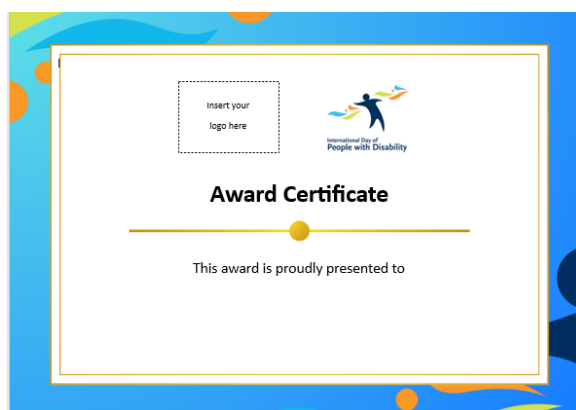 Insert your
logo here
International Day of
People with Disability
Award Certificate
This award is proudly presented to